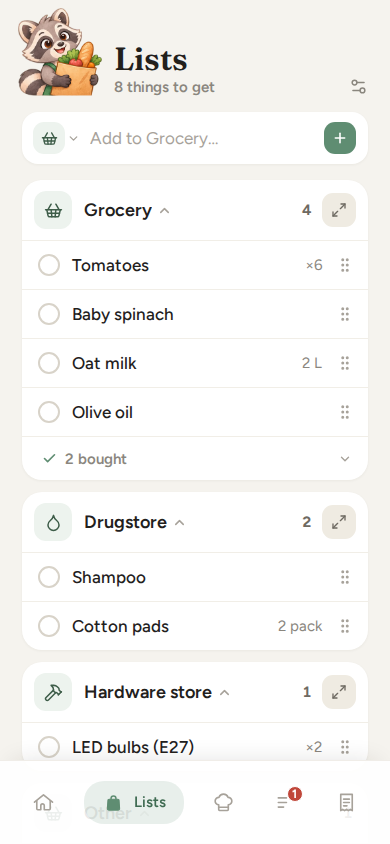 Lists
8 things to get
Add to Grocery...
Grocery 4
Tomatoes ×6
Baby spinach
Oat milk 2 L
Olive oil
2 bought
Drugstore 2
Shampoo
Cotton pads 2 pack
Hardware store 1
LED bulbs (E27) ×2
Other
Lists 1